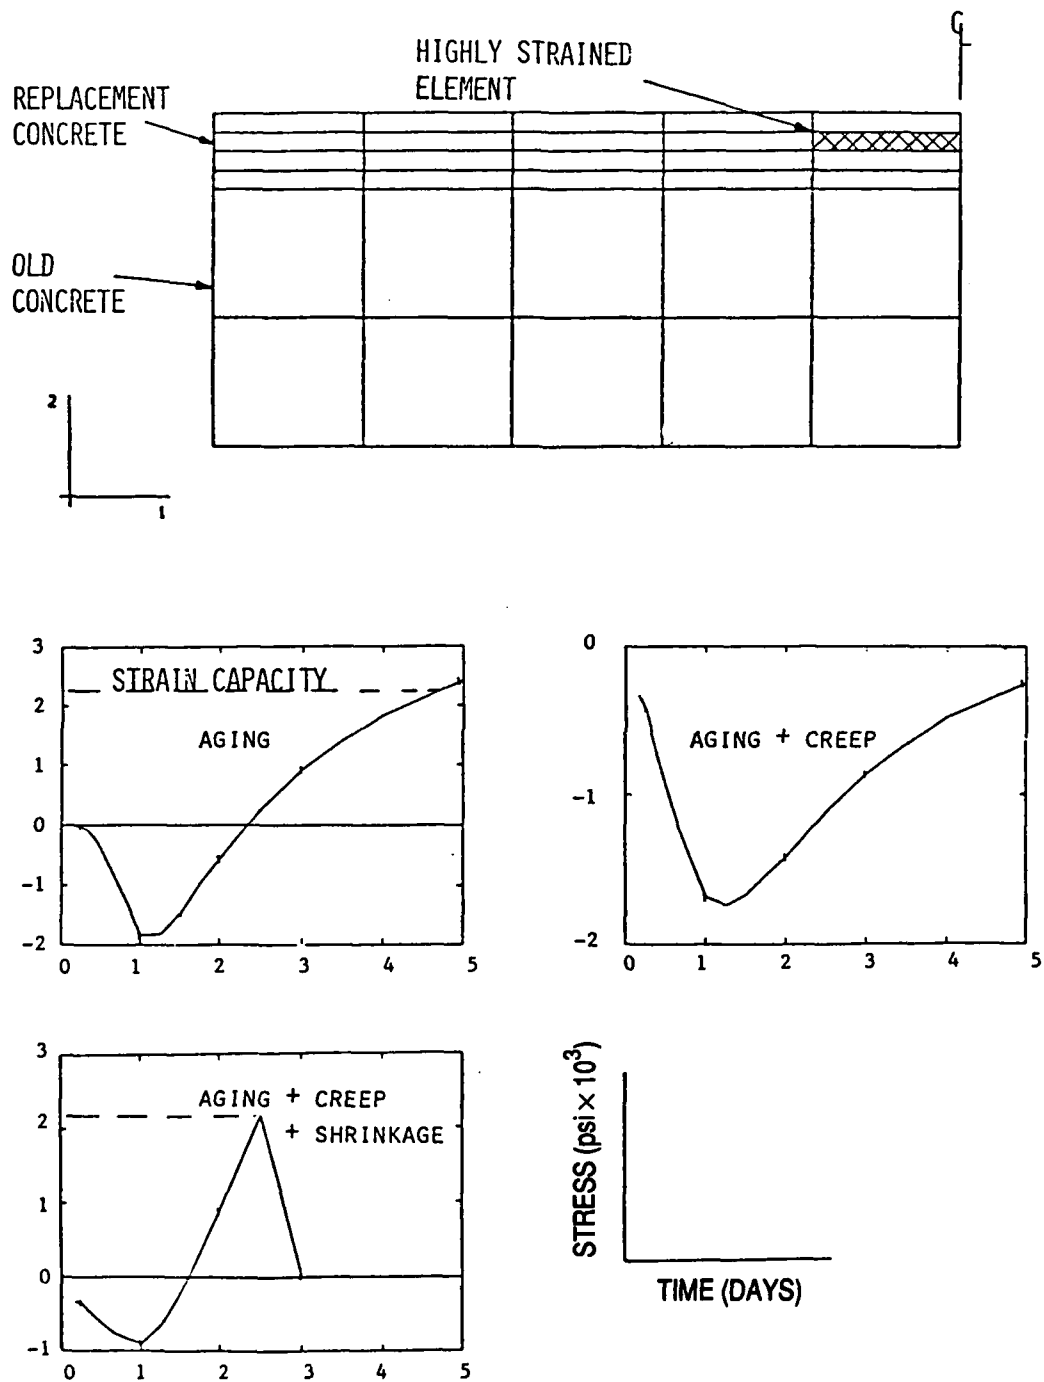 ℄
HIGHLY STRAINED
ELEMENT
REPLACEMENT
CONCRETE
OLD
CONCRETE
2
1
3
2
1
0
-1
-2
STRAIN CAPACITY
AGING
0 1 2 3 4 5
0
-1
-2
AGING + CREEP
0 1 2 3 4 5
3
2
1
0
-1
AGING + CREEP
+ SHRINKAGE
0 1 2 3 4 5
STRESS (psi × 10³)
TIME (DAYS)